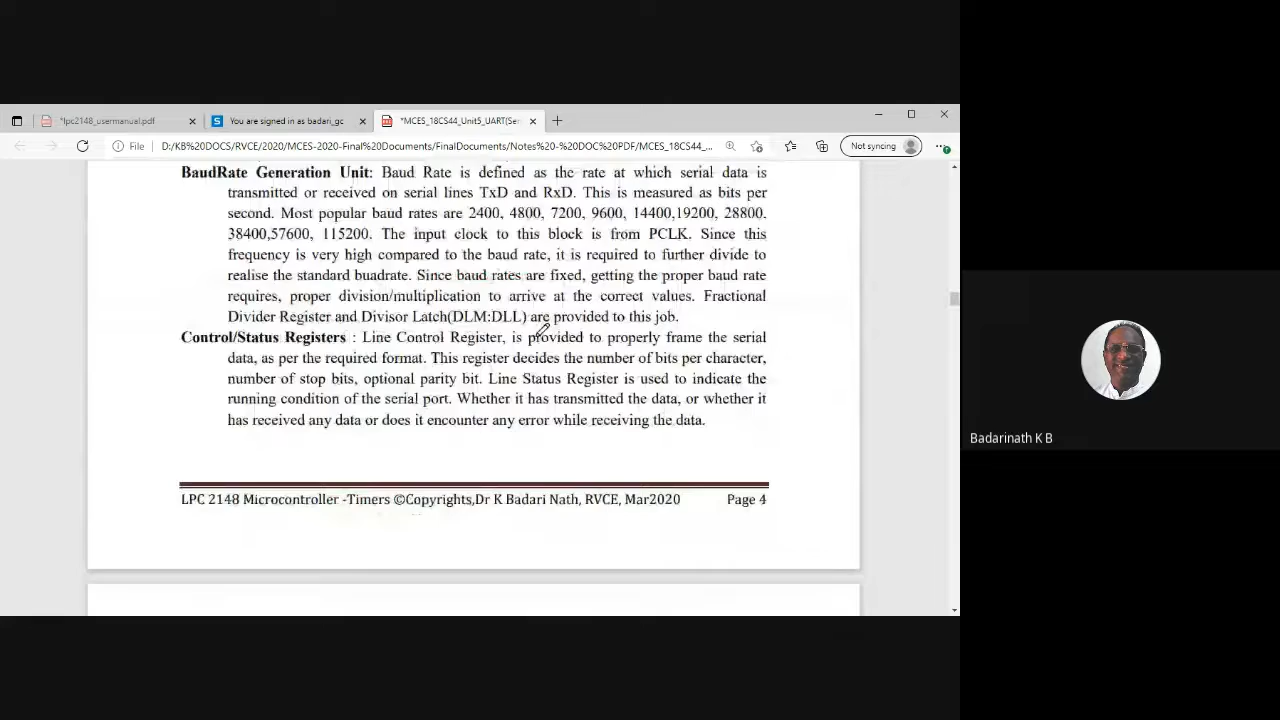 *lpc2148_usermanual.pdf
You are signed in as badari_gc
*MCES_18CS44_Unit5_UART(Ser
File
D:/KB%20DOCS/RVCE/2020/MCES-2020-Final%20Documents/FinalDocuments/Notes%20-%20DOC%20PDF/MCES_18CS44_...
Not syncing
BaudRate Generation Unit: Baud Rate is defined as the rate at which serial data is
transmitted or received on serial lines TxD and RxD. This is measured as bits per
second. Most popular baud rates are 2400, 4800, 7200, 9600, 14400,19200, 28800,
38400,57600, 115200. The input clock to this block is from PCLK. Since this
frequency is very high compared to the baud rate, it is required to further divide to
realise the standard buadrate. Since baud rates are fixed, getting the proper baud rate
requires, proper division/multiplication to arrive at the correct values. Fractional
Divider Register and Divisor Latch(DLM:DLL) are provided to this job.
Control/Status Registers : Line Control Register, is provided to properly frame the serial
data, as per the required format. This register decides the number of bits per character,
number of stop bits, optional parity bit. Line Status Register is used to indicate the
running condition of the serial port. Whether it has transmitted the data, or whether it
has received any data or does it encounter any error while receiving the data.
LPC 2148 Microcontroller -Timers ©Copyrights,Dr K Badari Nath, RVCE, Mar2020 Page 4
Badarinath K B